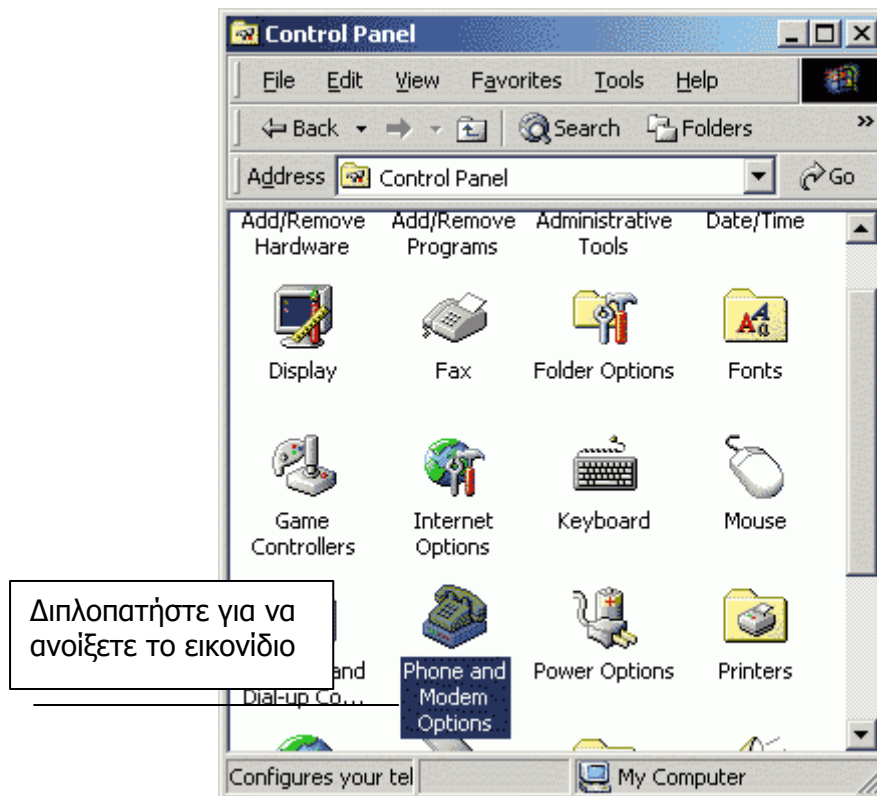 Control Panel
File Edit View Favorites Tools Help
Back Search Folders »
Address Control Panel Go
Add/Remove Hardware
Add/Remove Programs
Administrative Tools
Date/Time
Display
Fax
Folder Options
Fonts
Game Controllers
Internet Options
Keyboard
Mouse
Διπλοπατήστε για να
ανοίξετε το εικονίδιο
and
Dial-up Co...
Phone and
Modem
Options
Power Options
Printers
Configures your tel
My Computer